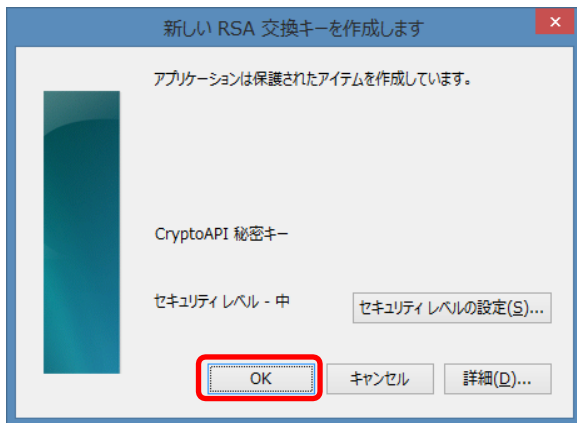 新しい RSA 交換キーを作成します
アプリケーションは保護されたアイテムを作成しています。
CryptoAPI 秘密キー
セキュリティ レベル - 中
セキュリティ レベルの設定(S)...
OK
キャンセル
詳細(D)...